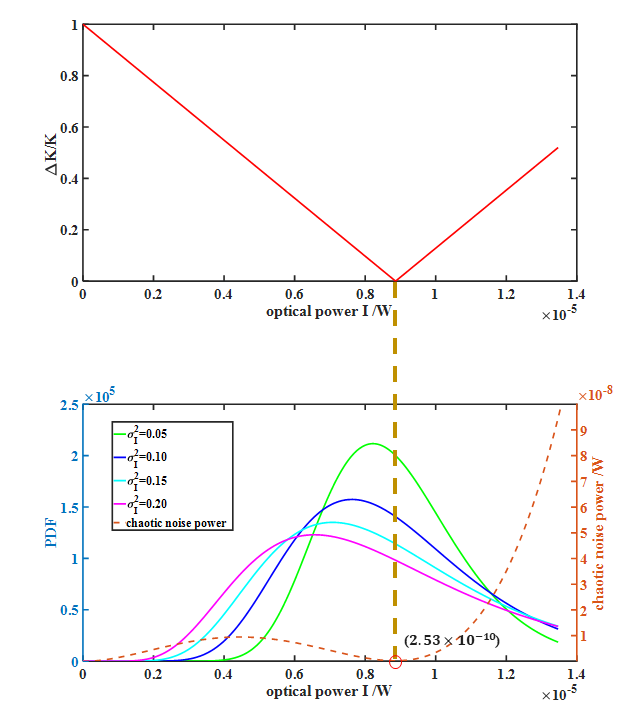 1
0.8
0.6
0.4
0.2
0
ΔK/K
0 0.2 0.4 0.6 0.8 1 1.2 1.4
optical power I /W
×10⁻⁵
2.5 ×10⁵
2
1.5
1
0.5
0
PDF
σ²_I=0.05
σ²_I=0.10
σ²_I=0.15
σ²_I=0.20
chaotic noise power
×10⁻⁸
9
8
7
6
5
4
3
2
1
chaotic noise power /W
(2.53×10⁻¹⁰)
0 0.2 0.4 0.6 0.8 1 1.2 1.4
optical power I /W
×10⁻⁵